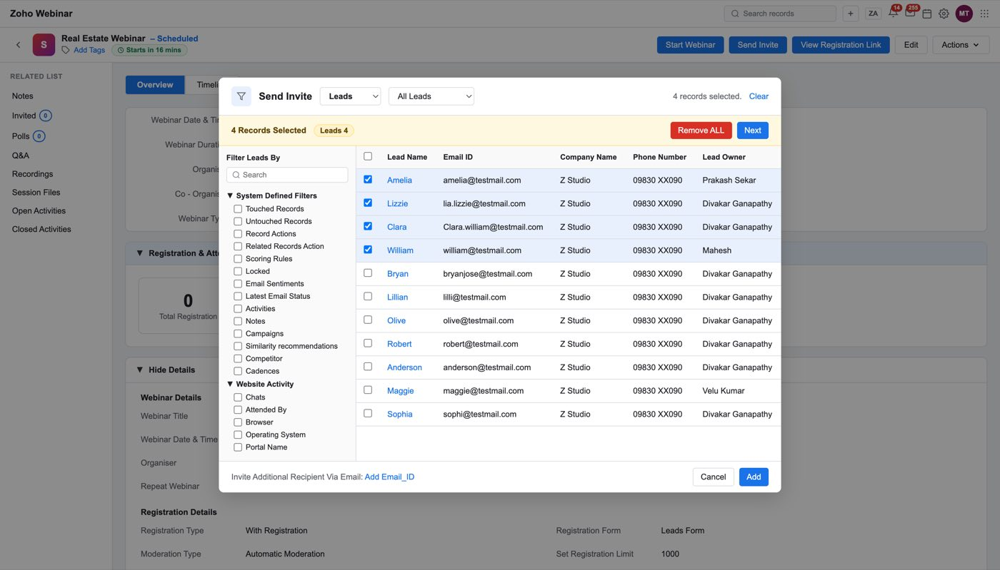 Zoho Webinar
Search records
+
ZA
14
255
MT
S
Real Estate Webinar – Scheduled
Add Tags
Starts in 16 mins
Start Webinar
Send Invite
View Registration Link
Edit
Actions
RELATED LIST
Notes
Invited 0
Polls 0
Q&A
Recordings
Session Files
Open Activities
Closed Activities
Overview
Timeli
Webinar Date & Tim
Webinar Durati
Organis
Co - Organis
Webinar Ty
Registration & Atte
0
Total Registration
Hide Details
Webinar Details
Webinar Title
Webinar Date & Time
Organiser
Repeat Webinar
Registration Details
Registration Type With Registration Registration Form Leads Form
Moderation Type Automatic Moderation Set Registration Limit 1000
Send Invite
Leads
All Leads
4 records selected. Clear
4 Records Selected
Leads 4
Remove ALL
Next
Filter Leads By
Search
System Defined Filters
Touched Records
Untouched Records
Record Actions
Related Records Action
Scoring Rules
Locked
Email Sentiments
Latest Email Status
Activities
Notes
Campaigns
Similarity recommendations
Competitor
Cadences
Website Activity
Chats
Attended By
Browser
Operating System
Portal Name
Lead Name Email ID Company Name Phone Number Lead Owner
Amelia amelia@testmail.com Z Studio 09830 XX090 Prakash Sekar
Lizzie lia.lizzie@testmail.com Z Studio 09830 XX090 Divakar Ganapathy
Clara Clara.william@testmail.com Z Studio 09830 XX090 Divakar Ganapathy
William william@testmail.com Z Studio 09830 XX090 Mahesh
Bryan bryanjose@testmail.com Z Studio 09830 XX090 Divakar Ganapathy
Lillian lilli@testmail.com Z Studio 09830 XX090 Divakar Ganapathy
Olive olive@testmail.com Z Studio 09830 XX090 Divakar Ganapathy
Robert robert@testmail.com Z Studio 09830 XX090 Divakar Ganapathy
Anderson anderson@testmail.com Z Studio 09830 XX090 Divakar Ganapathy
Maggie maggie@testmail.com Z Studio 09830 XX090 Velu Kumar
Sophia sophi@testmail.com Z Studio 09830 XX090 Divakar Ganapathy
Invite Additional Recipient Via Email: Add Email_ID
Cancel
Add